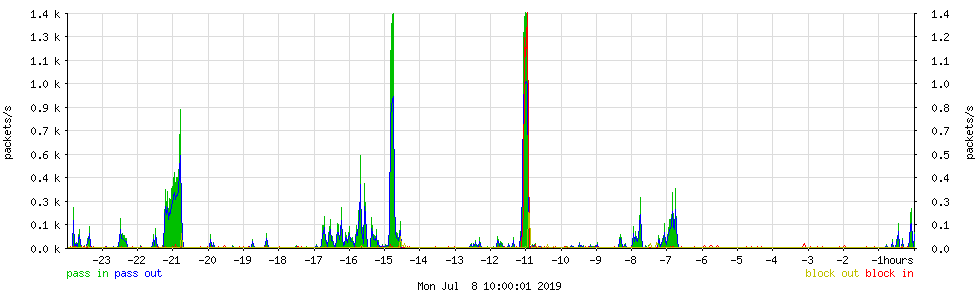 1.4 k 1.4
1.3 k 1.2
1.1 k 1.1
1.0 k 1.0
0.9 k 0.8
0.7 k 0.7
0.6 k 0.5
0.4 k 0.4
0.3 k 0.3
0.1 k 0.1
0.0 k 0.0
packets/s packets/s
-23 -22 -21 -20 -19 -18 -17 -16 -15 -14 -13 -12 -11 -10 -9 -8 -7 -6 -5 -4 -3 -2 -1hours
pass in pass out block out block in
Mon Jul  8 10:00:01 2019